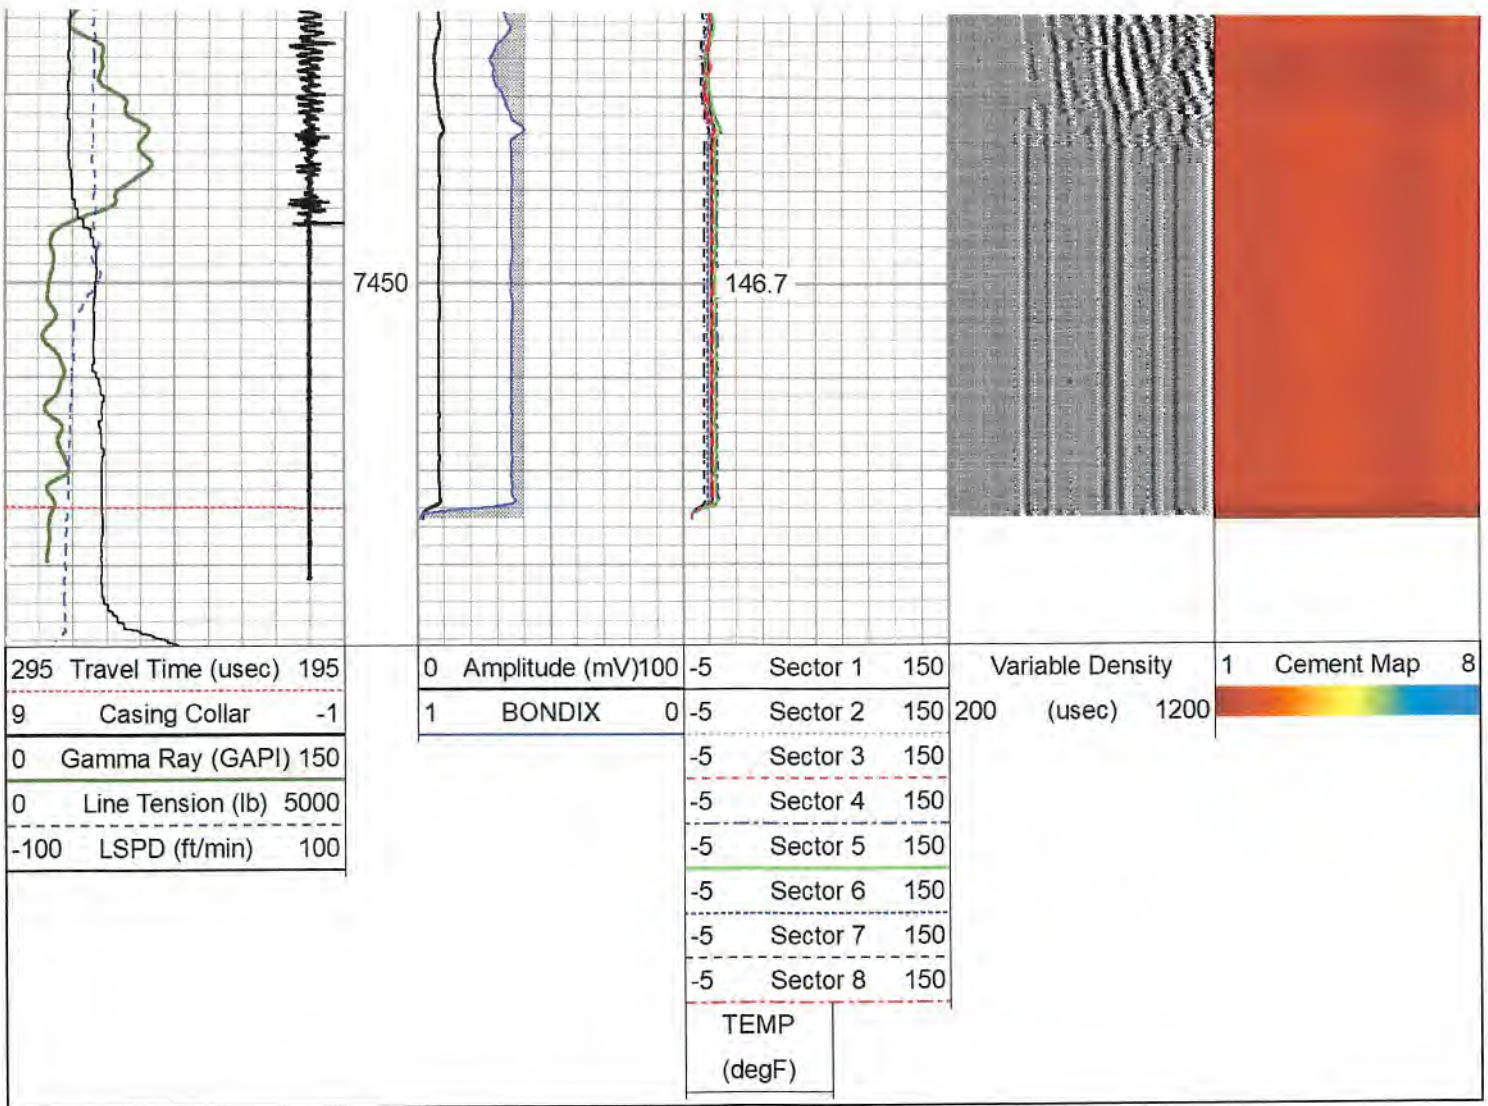 7450
146.7
295 Travel Time (usec) 195
9 Casing Collar -1
0 Gamma Ray (GAPI) 150
0 Line Tension (lb) 5000
-100 LSPD (ft/min) 100
0 Amplitude (mV)100
1 BONDIX 0
-5 Sector 1 150
-5 Sector 2 150
-5 Sector 3 150
-5 Sector 4 150
-5 Sector 5 150
-5 Sector 6 150
-5 Sector 7 150
-5 Sector 8 150
TEMP
(degF)
Variable Density
200 (usec) 1200
1 Cement Map 8